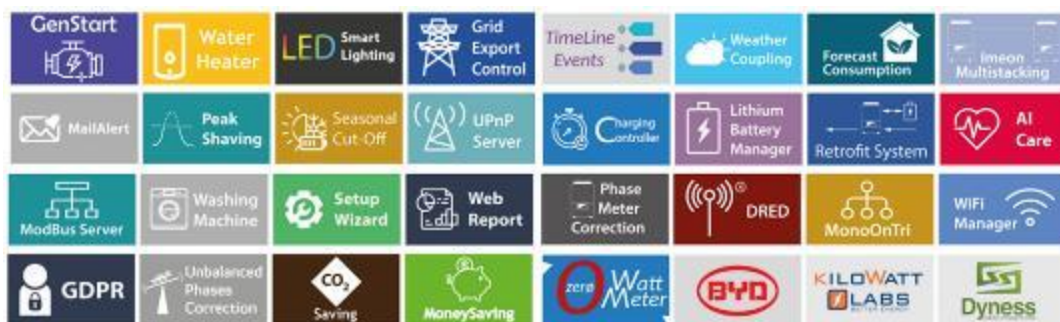 GenStart
Water
Heater
LED Smart
Lighting
Grid
Export
Control
TimeLine
Events
Weather
Coupling
Forecast
Consumption
Imeon
Multistacking
MailAlert
Peak
Shaving
Seasonal
Cut-Off
UPnP
Server
Charging
Controller
Lithium
Battery
Manager
Retrofit System
AI
Care
ModBus Server
Washing
Machine
Setup
Wizard
Web
Report
Phase
Meter
Correction
® DRED
MonoOnTri
WiFi
Manager
GDPR
Unbalanced
Phases
Correction
CO2
Saving
MoneySaving
zero Watt
Meter
BYD
KILOWATT
LABS
Dyness